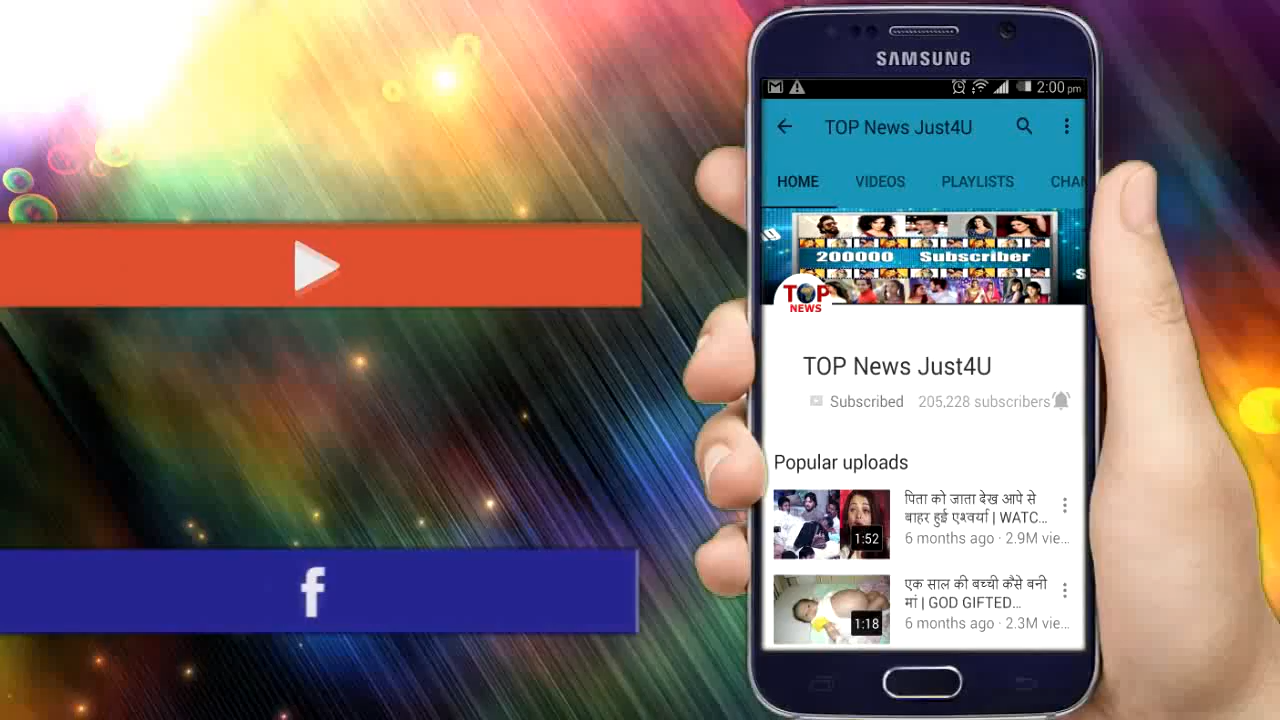 f
SAMSUNG
2:00 pm
TOP News Just4U
HOME VIDEOS PLAYLISTS CHAN
200000 Subscriber
TOP
NEWS
TOP News Just4U
Subscribed 205,228 subscribers
Popular uploads
पिता को जाता देख आपे से
बाहर हुई एश्वर्या | WATC...
1:52
6 months ago · 2.9M vie...
एक साल की बच्ची कैसे बनी
मां | GOD GIFTED...
1:18
6 months ago · 2.3M vie...